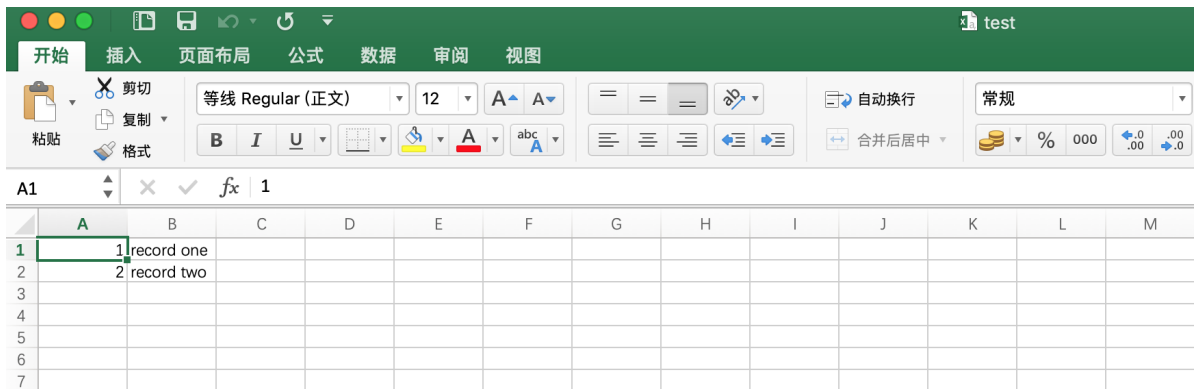 test
开始 插入 页面布局 公式 数据 审阅 视图
剪切
等线 Regular (正文) 12 A A
自动换行
常规
粘贴
复制
B I U A abc A
合并后居中
% 000 .0 .00 .00 .0
格式
A1 fx 1
A B C D E F G H I J K L M
1 1 record one
2 2 record two
3
4
5
6
7